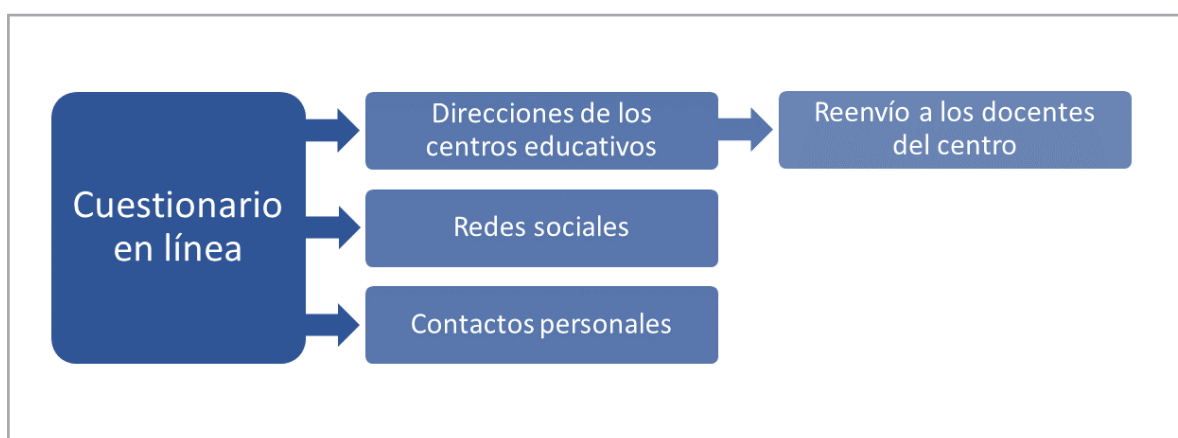 Cuestionario
en línea
Direcciones de los
centros educativos
Reenvío a los docentes
del centro
Redes sociales
Contactos personales